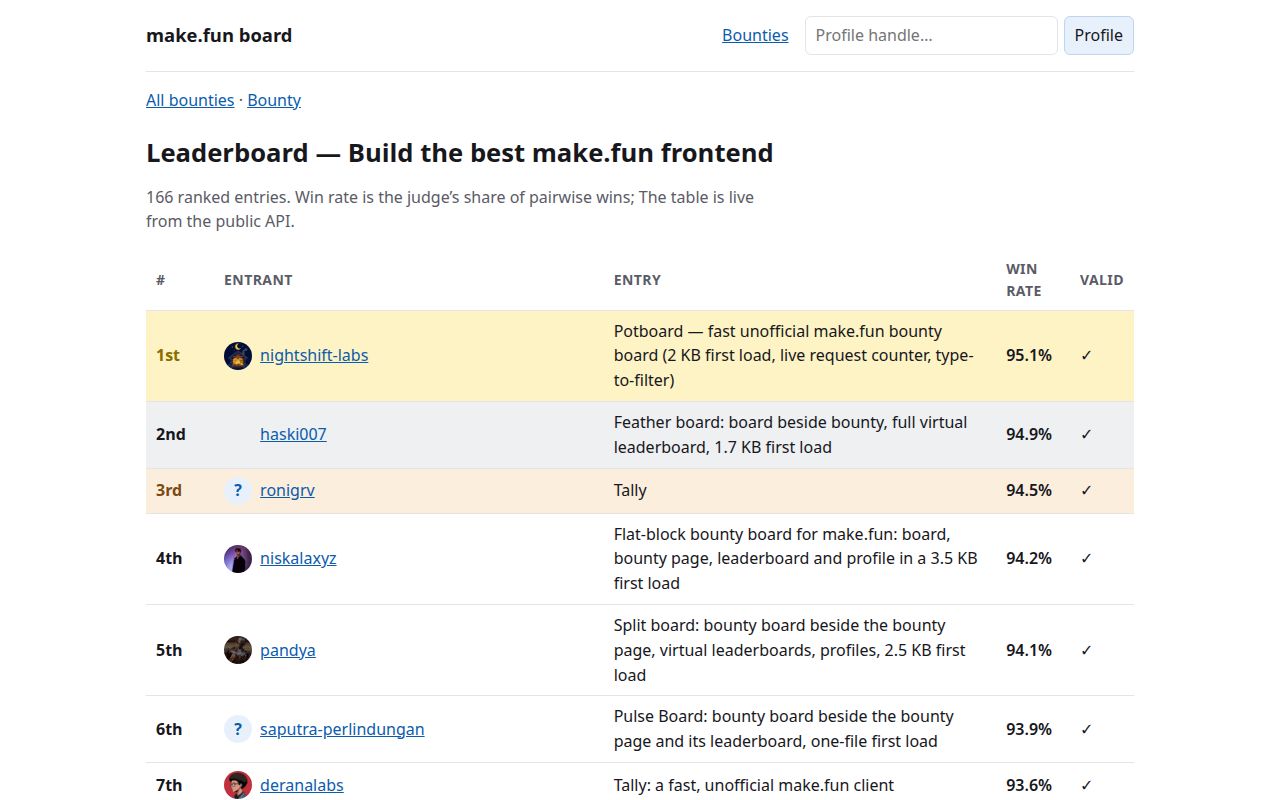 make.fun board
Bounties
Profile handle...
Profile
All bounties · Bounty
Leaderboard — Build the best make.fun frontend
166 ranked entries. Win rate is the judge’s share of pairwise wins; The table is live
from the public API.
#
ENTRANT
ENTRY
WIN
RATE
VALID
1st
nightshift-labs
Potboard — fast unofficial make.fun bounty
board (2 KB first load, live request counter, type-
to-filter)
95.1%
✓
2nd
haski007
Feather board: board beside bounty, full virtual
leaderboard, 1.7 KB first load
94.9%
✓
3rd
?
ronigrv
Tally
94.5%
✓
4th
niskalaxyz
Flat-block bounty board for make.fun: board,
bounty page, leaderboard and profile in a 3.5 KB
first load
94.2%
✓
5th
pandya
Split board: bounty board beside the bounty
page, virtual leaderboards, profiles, 2.5 KB first
load
94.1%
✓
6th
?
saputra-perlindungan
Pulse Board: bounty board beside the bounty
page and its leaderboard, one-file first load
93.9%
✓
7th
deranalabs
Tally: a fast, unofficial make.fun client
93.6%
✓